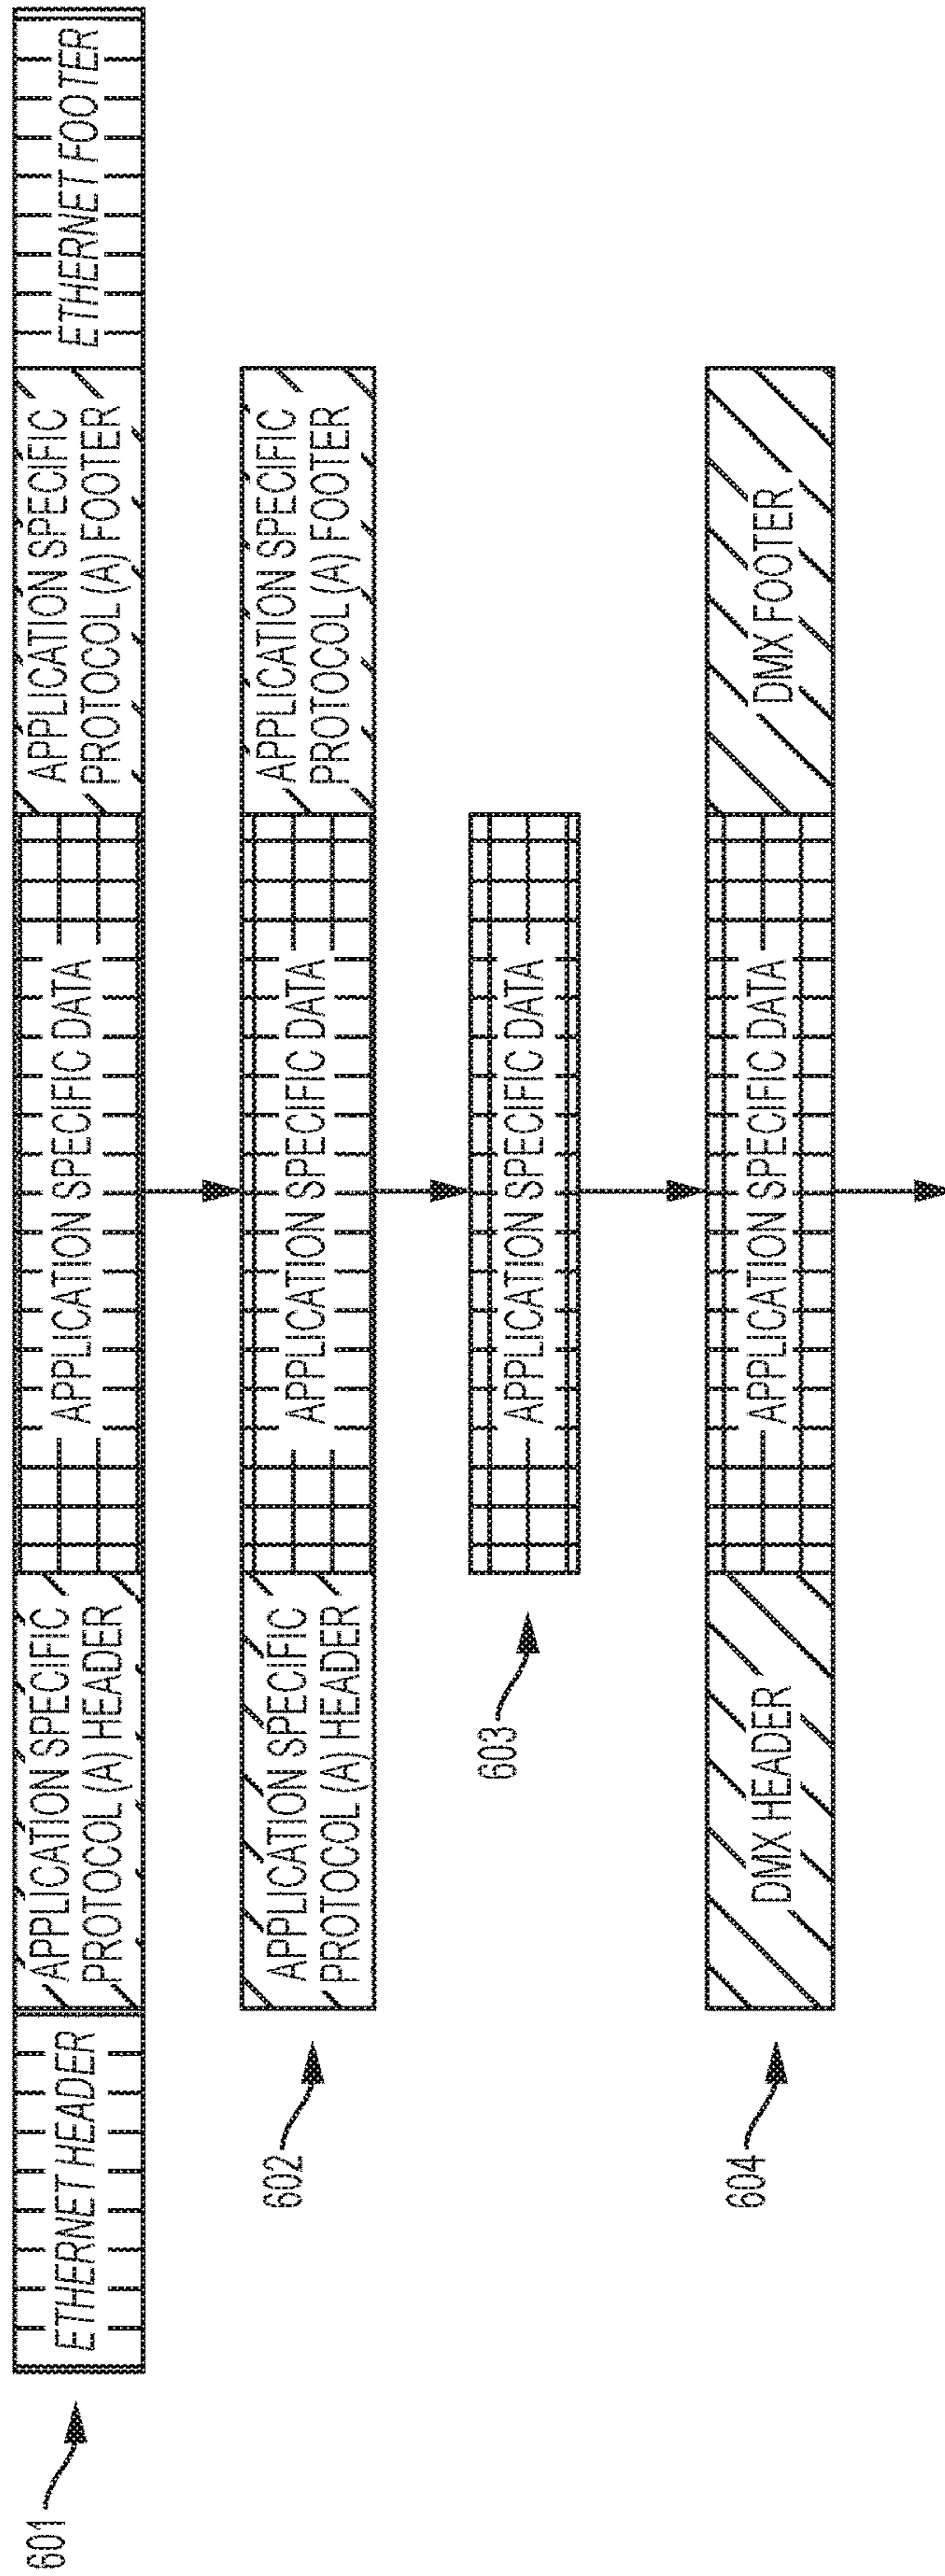 601
ETHERNET HEADER
APPLICATION SPECIFIC
PROTOCOL (A) HEADER
APPLICATION SPECIFIC DATA
APPLICATION SPECIFIC
PROTOCOL (A) FOOTER
ETHERNET FOOTER
602
APPLICATION SPECIFIC
PROTOCOL (A) HEADER
APPLICATION SPECIFIC DATA
APPLICATION SPECIFIC
PROTOCOL (A) FOOTER
603
APPLICATION SPECIFIC DATA
604
DMX HEADER
APPLICATION SPECIFIC DATA
DMX FOOTER